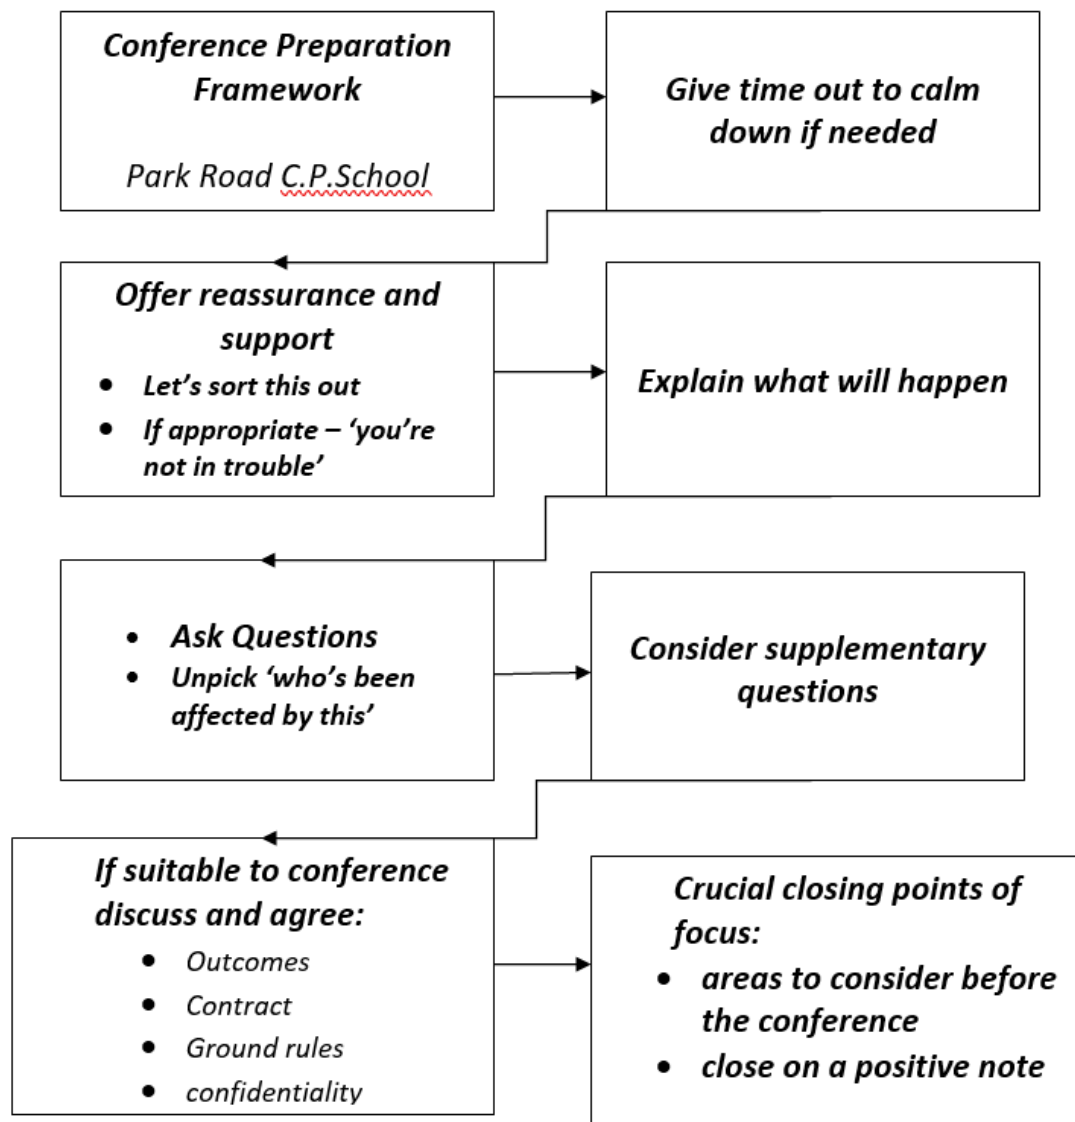 Conference Preparation
Framework
Park Road C.P.School
Give time out to calm
down if needed
Offer reassurance and
support
• Let’s sort this out
• If appropriate – ‘you’re
not in trouble’
Explain what will happen
• Ask Questions
• Unpick ‘who’s been
affected by this’
Consider supplementary
questions
If suitable to conference
discuss and agree:
• Outcomes
• Contract
• Ground rules
• confidentiality
Crucial closing points of
focus:
• areas to consider before
the conference
• close on a positive note